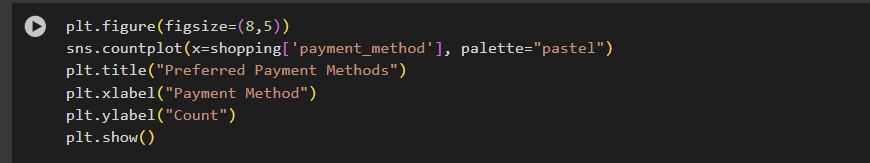 plt.figure(figsize=(8,5))
sns.countplot(x=shopping['payment_method'], palette="pastel")
plt.title("Preferred Payment Methods")
plt.xlabel("Payment Method")
plt.ylabel("Count")
plt.show()